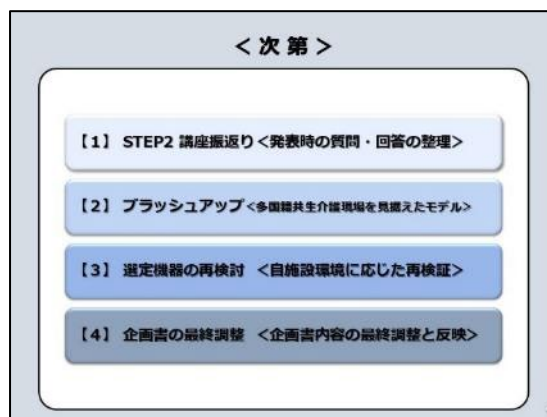 ＜次 第＞
【1】 STEP2 講座振返り＜発表時の質問・回答の整理＞
【2】 ブラッシュアップ＜多国籍共生介護現場を見据えたモデル＞
【3】 選定機器の再検討 ＜自施設環境に応じた再検証＞
【4】 企画書の最終調整 ＜企画書内容の最終調整と反映＞